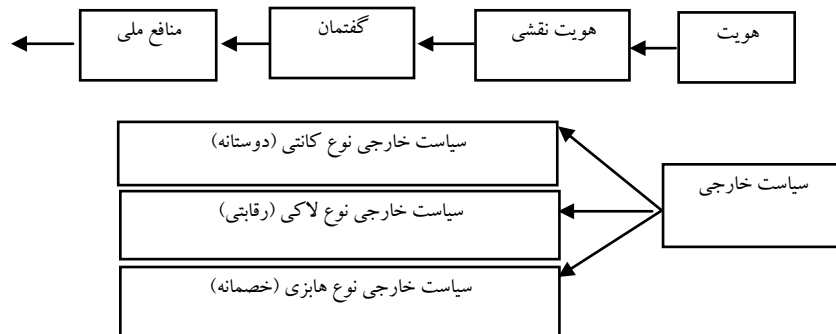 هویت
هویت نقشی
گفتمان
منافع ملی
سیاست خارجی
سیاست خارجی نوع کانتی (دوستانه)
سیاست خارجی نوع لاکی (رقابتی)
سیاست خارجی نوع هابزی (خصمانه)